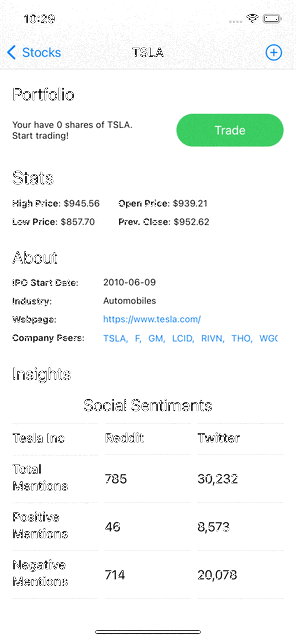 10:29
Stocks
TSLA
Portfolio
Your have 0 shares of TSLA.
Start trading!
Trade
Stats
High Price: $945.56 Open Price: $939.21
Low Price: $857.70 Prev. Close: $952.62
About
IPO Start Date: 2010-06-09
Industry: Automobiles
Webpage: https://www.tesla.com/
Company Peers: TSLA, F, GM, LCID, RIVN, THO, WGO
Insights
Social Sentiments
Tesla Inc Reddit Twitter
Total
Mentions
785 30,232
Positive
Mentions
46 8,573
Negative
Mentions
714 20,078